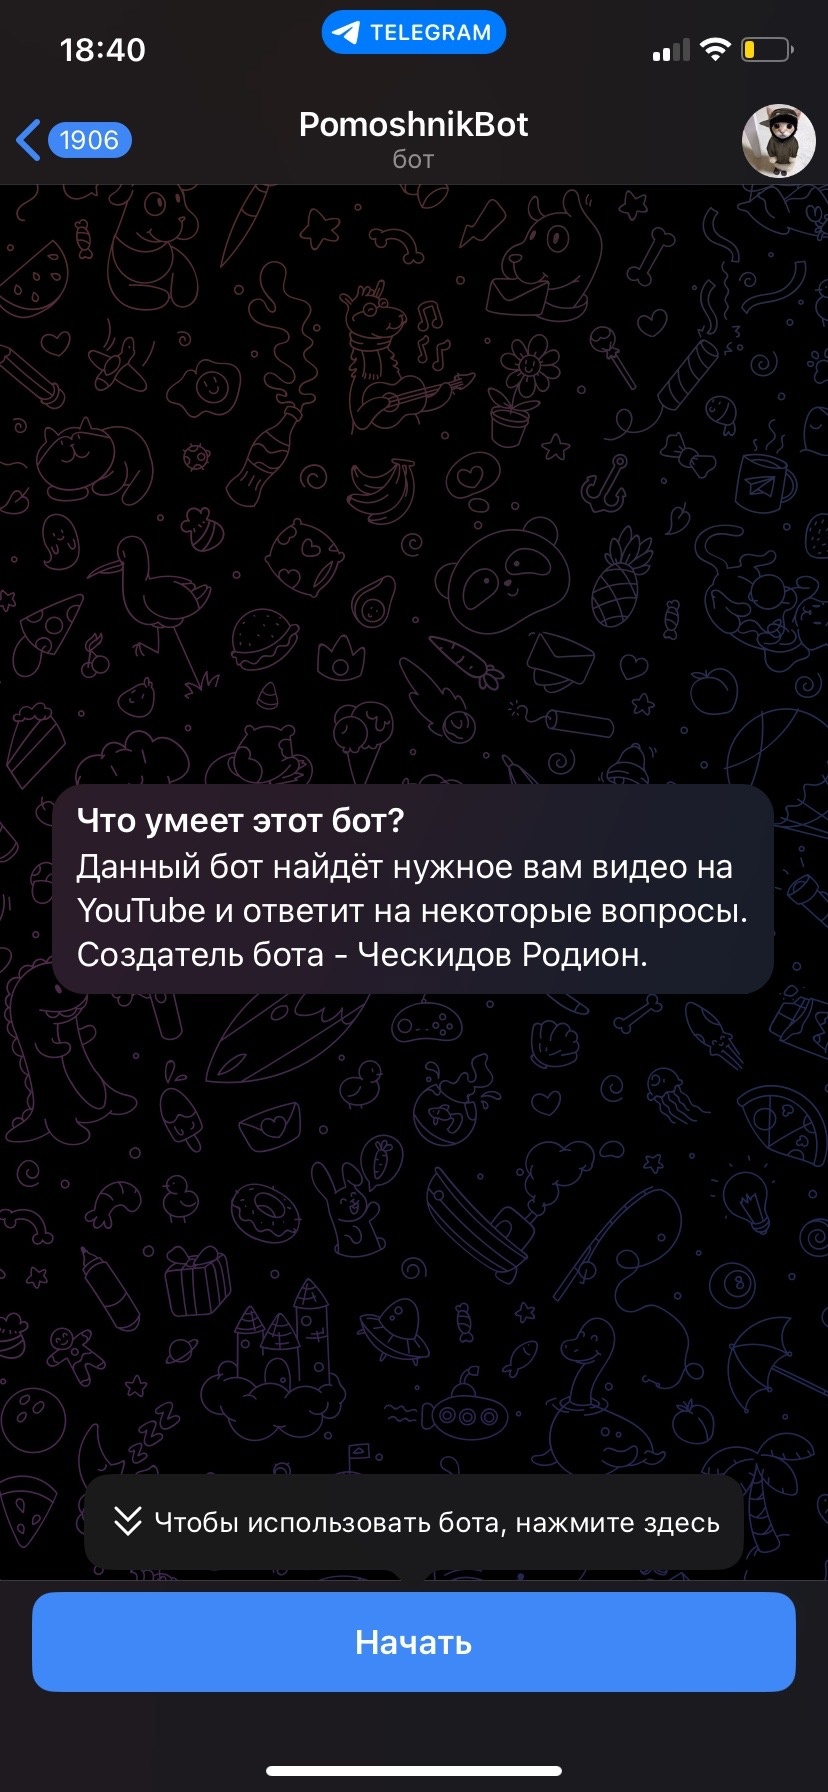 18:40
TELEGRAM
1906
PomoshnikBot
бот
Что умеет этот бот?
Данный бот найдёт нужное вам видео на
YouTube и ответит на некоторые вопросы.
Создатель бота - Ческидов Родион.
Чтобы использовать бота, нажмите здесь
Начать